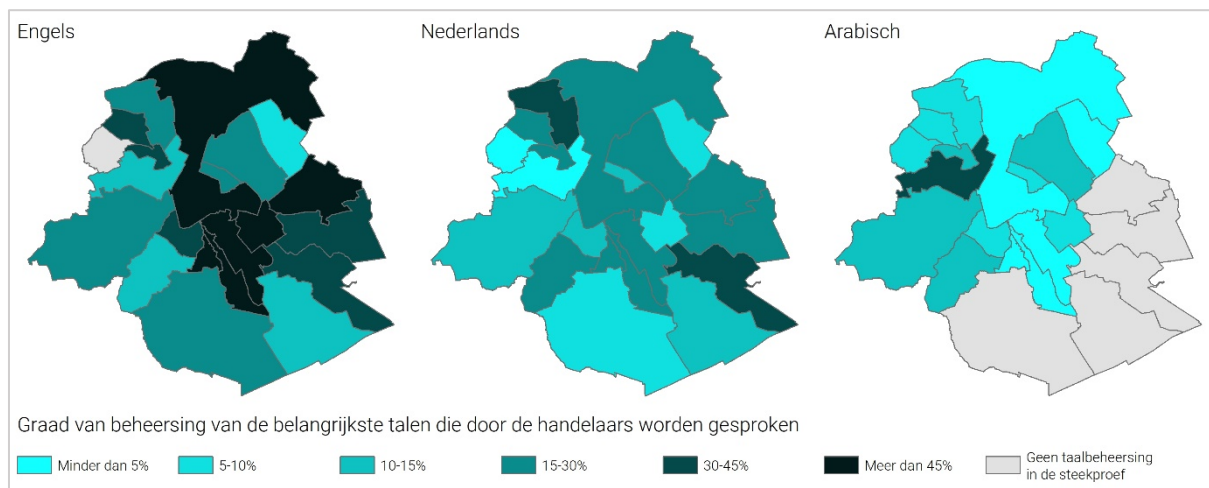 Engels
Nederlands
Arabisch
Graad van beheersing van de belangrijkste talen die door de handelaars worden gesproken
Minder dan 5%
5-10%
10-15%
15-30%
30-45%
Meer dan 45%
Geen taalbeheersing
in de steekproef